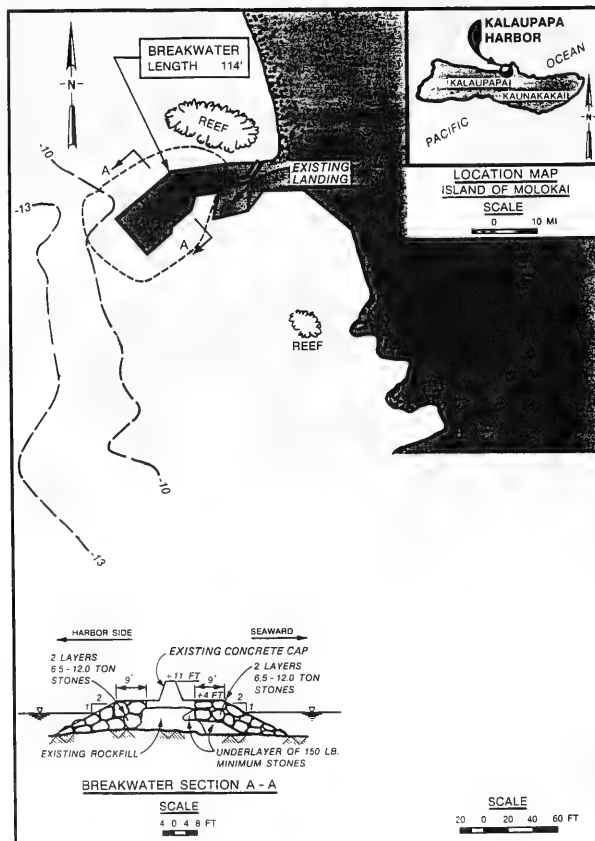 BREAKWATER
LENGTH 114'
-N-
REEF
A
A
EXISTING
LANDING
-10
-13
REEF
-10
-13
KALAUPAPA
HARBOR
OCEAN
KALAUPAPA
KAUNAKAKAI
PACIFIC
-N-
LOCATION MAP
ISLAND OF MOLOKAI
SCALE
0 10 MI
HARBOR SIDE
SEAWARD
EXISTING CONCRETE CAP
2 LAYERS
6.5-12.0 TON
STONES
9'
+11 FT
9'
2 LAYERS
6.5-12.0 TON
STONES
2
1
+4 FT
2
1
EXISTING ROCKFILL
UNDERLAYER OF 150 LB.
MINIMUM STONES
BREAKWATER SECTION A-A
SCALE
4 0 4 8 FT
SCALE
20 0 20 40 60 FT